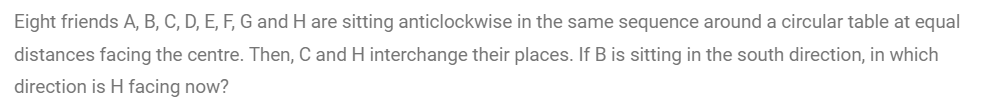 Eight friends A, B, C, D, E, F, G and H are sitting anticlockwise in the same sequence around a circular table at equal
distances facing the centre. Then, C and H interchange their places. If B is sitting in the south direction, in which
direction is H facing now?